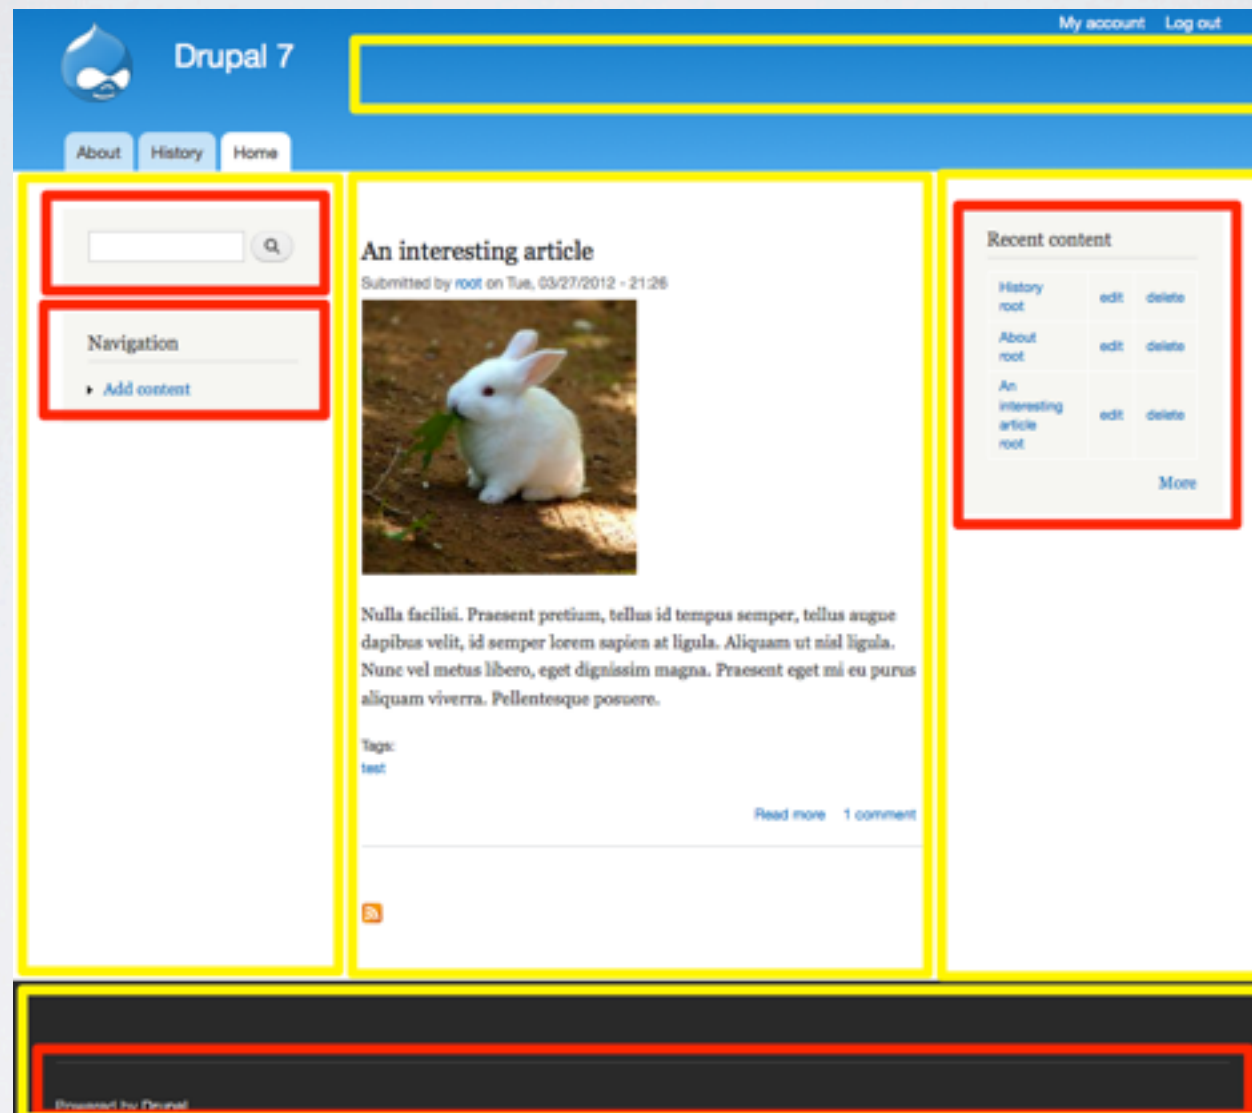 My account Log out
Drupal 7
About History Home
An interesting article
Submitted by root on Tue, 03/27/2012 - 21:26
Navigation
Add content
Nulla facilisi. Praesent pretium, tellus id tempus semper, tellus augue
dapibus velit, id semper lorem sapien at ligula. Aliquam ut nisl ligula.
Nunc vel metus libero, eget dignissim magna. Praesent eget mi eu purus
aliquam viverra. Pellentesque posuere.
Tags:
test
Read more 1 comment
Recent content
History
root
edit delete
About
root
edit delete
An
interesting
article
root
edit delete
More
Powered by Drupal